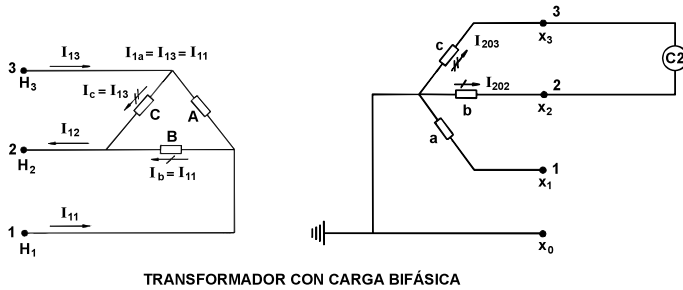 I13
I1a = I13 = I11
3
H3
Ic = I13
C
A
I12
2
H2
B
Ib = I11
I11
1
H1
3
x3
c
I203
C2
I202
2
b
x2
a
1
x1
x0
TRANSFORMADOR CON CARGA BIFÁSICA